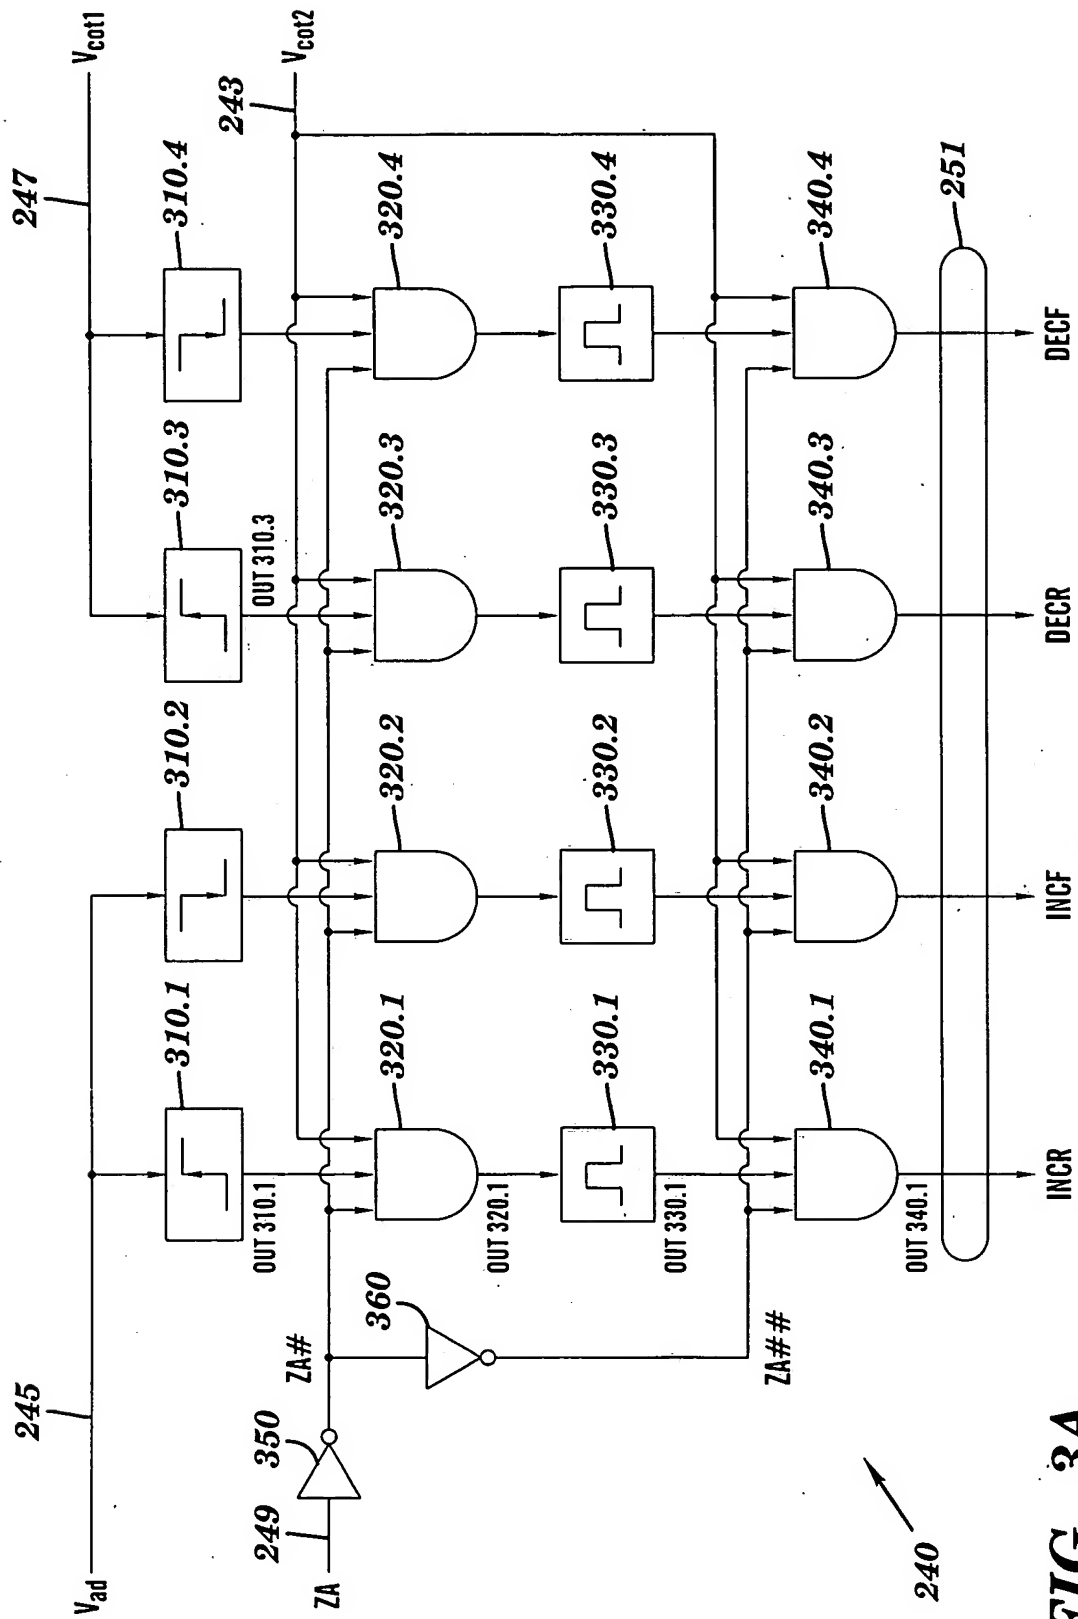 V_cot1
247
V_cot2
243
310.4
310.3
310.2
310.1
OUT 310.3
OUT 310.1
320.4
320.3
320.2
320.1
OUT 320.1
330.4
330.3
330.2
330.1
OUT 330.1
340.4
340.3
340.2
340.1
OUT 340.1
251
245
V_ad
ZA
249
350
ZA#
360
ZA##
INCR
INCF
DECR
DECF
240
FIG. 3A